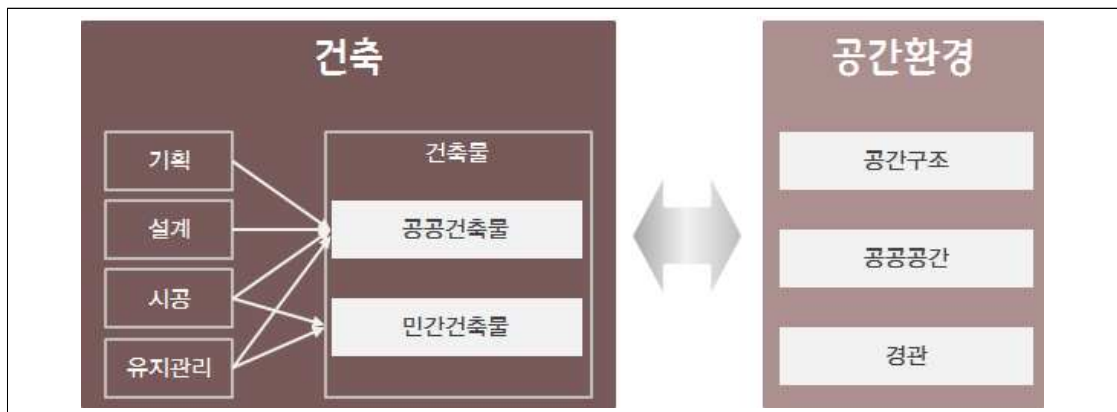 건축
기획
설계
시공
유지관리
건축물
공공건축물
민간건축물
공간환경
공간구조
공공공간
경관